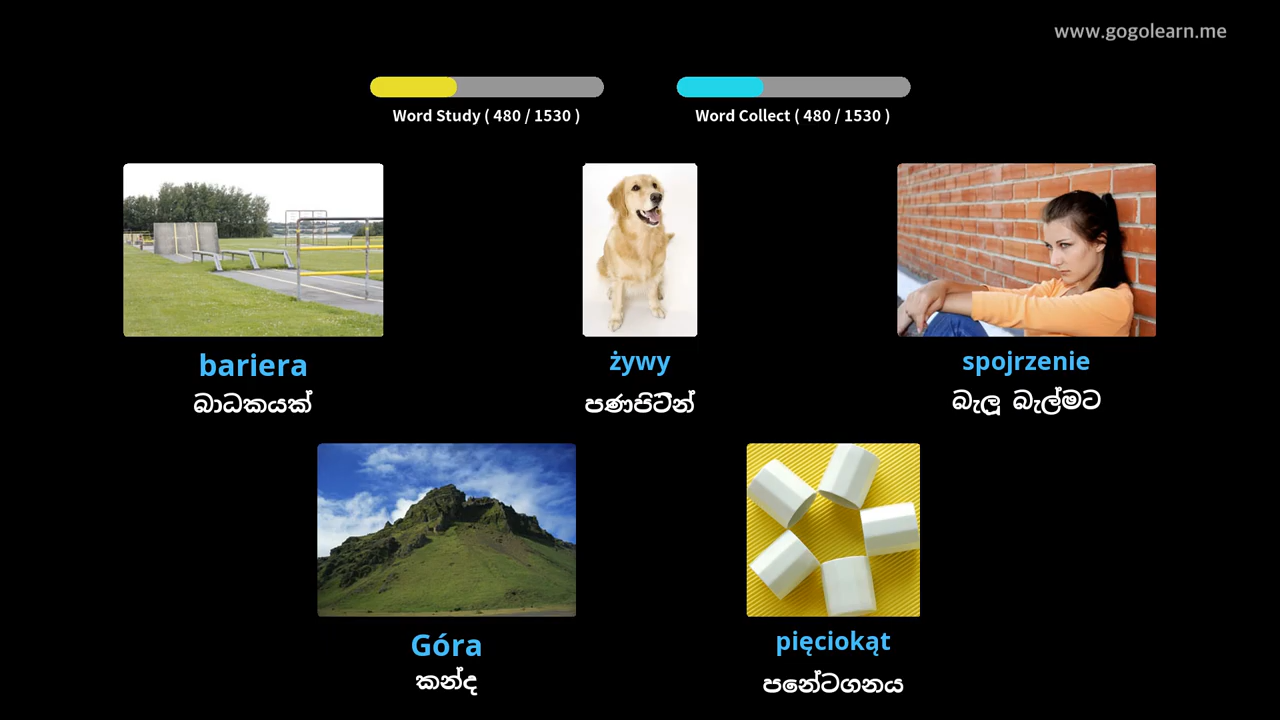 www.gogolearn.me
Word Study ( 480 / 1530 )
Word Collect ( 480 / 1530 )
bariera
බාධකයක්
żywy
පණපිටින්
spojrzenie
බැලූ බැල්මට
Góra
කන්ද
pięciokąt
පන්ටේගනය